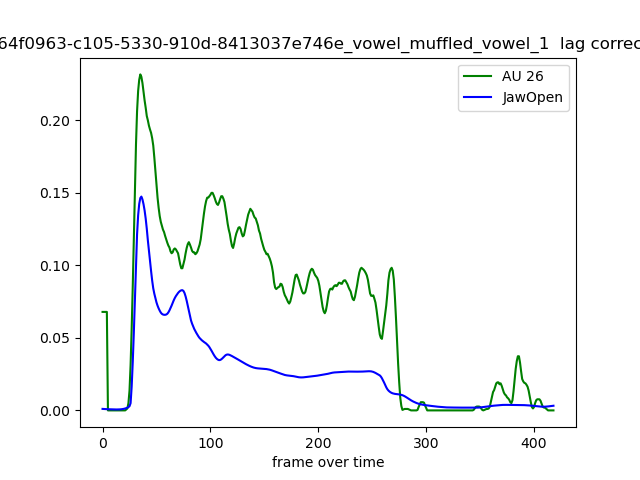 64f0963-c105-5330-910d-8413037e746e_vowel_muffled_vowel_1 lag correc
AU 26
JawOpen
0.20
0.15
0.10
0.05
0.00
0 100 200 300 400
frame over time